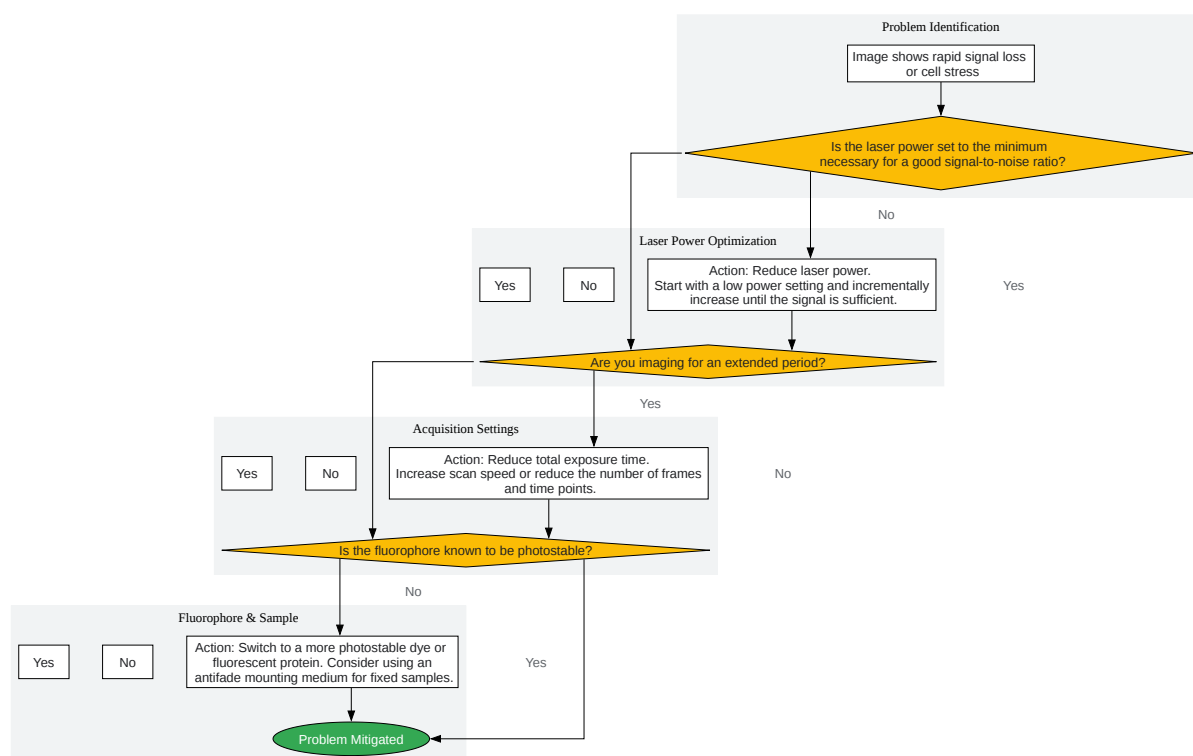 Problem Identification
Image shows rapid signal loss
or cell stress
Is the laser power set to the minimum
necessary for a good signal-to-noise ratio?
No
Laser Power Optimization
Yes
No
Action: Reduce laser power.
Start with a low power setting and incrementally
increase until the signal is sufficient.
Yes
Are you imaging for an extended period?
Yes
Acquisition Settings
Yes
No
Action: Reduce total exposure time.
Increase scan speed or reduce the number of frames
and time points.
No
Is the fluorophore known to be photostable?
No
Fluorophore & Sample
Yes
No
Action: Switch to a more photostable dye or
fluorescent protein. Consider using an
antifade mounting medium for fixed samples.
Yes
Problem Mitigated